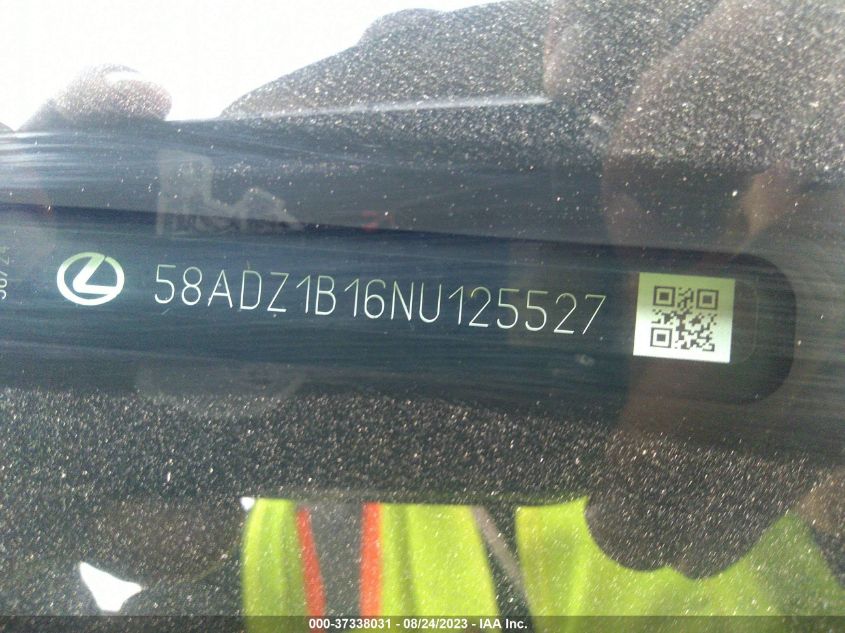 58ADZ1B16NU125527
000-37338031 - 08/24/2023 - IAA Inc.